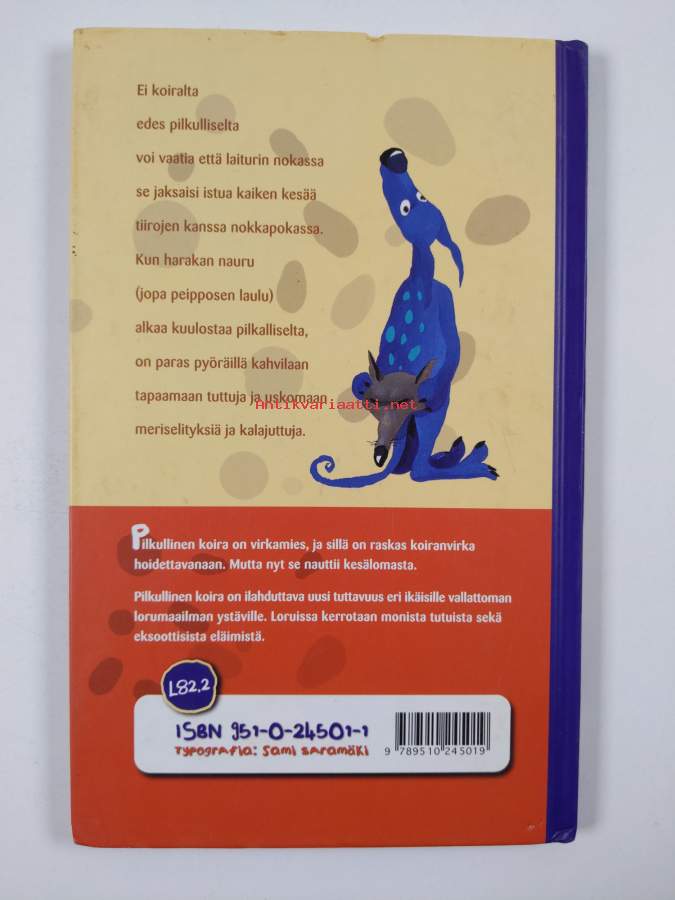 Ei koiralta
edes pilkulliselta
voi vaatia että laiturin nokassa
se jaksaisi istua kaiken kesää
tiirojen kanssa nokkapokassa.
Kun harakan nauru
(jopa peipposen laulu)
alkaa kuulostaa pilkalliselta,
on paras pyöräillä kahvilaan
tapaamaan tuttuja ja uskomaan
Antikvariaatti.net
meriselityksiä ja kalajuttuja.
Pilkullinen koira on virkamies, ja sillä on raskas koiranvirka
hoidettavanaan. Mutta nyt se nauttii kesälomasta.
Pilkullinen koira on ilahduttava uusi tuttavuus eri ikäisille vallattoman
lorumaailman ystäville. Loruissa kerrotaan monista tutuista sekä
eksoottisista eläimistä.
L82.2
ISBN 951-0-24501-1
Typografia: Sami Saramäki
9 789510 245019